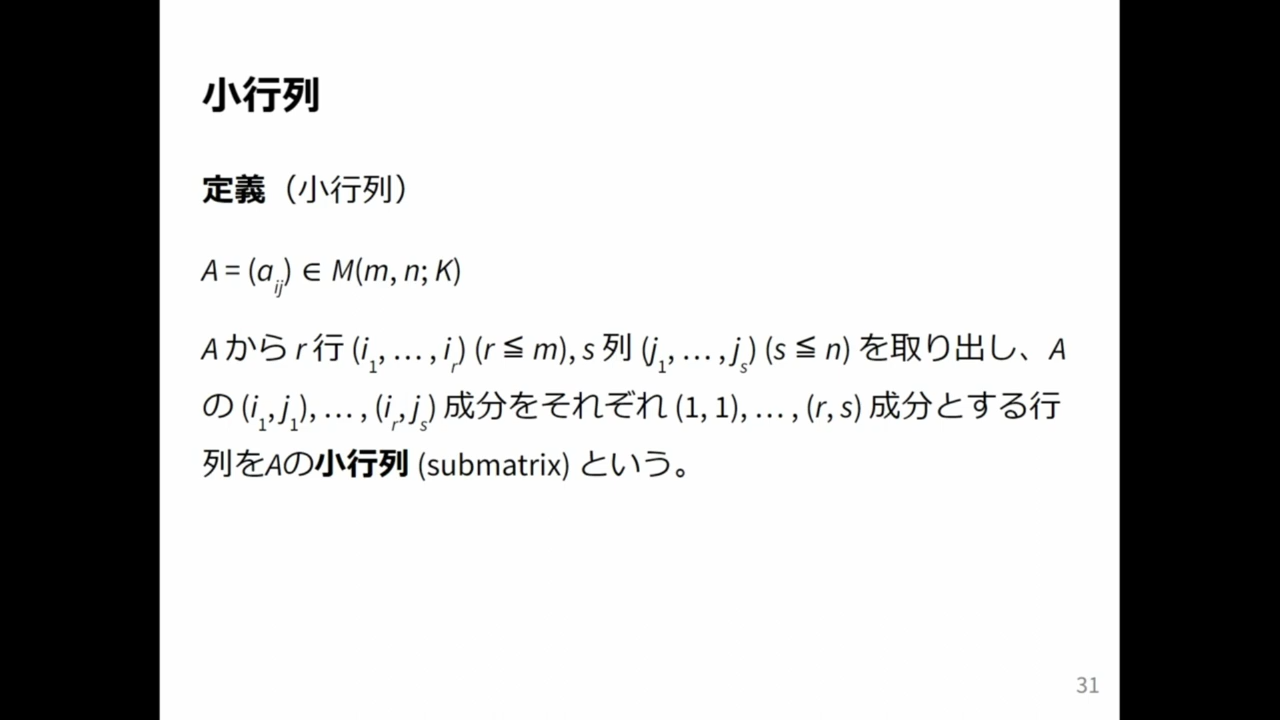 小行列
定義（小行列）
A = (aij) ∈ M(m, n; K)
A から r 行 (i1, … , ir) (r ≦ m), s 列 (j1, … , js) (s ≦ n) を取り出し、A
の (i1, j1), … , (ir, js) 成分をそれぞれ (1, 1), … , (r, s) 成分とする行
列をAの小行列 (submatrix) という。
31